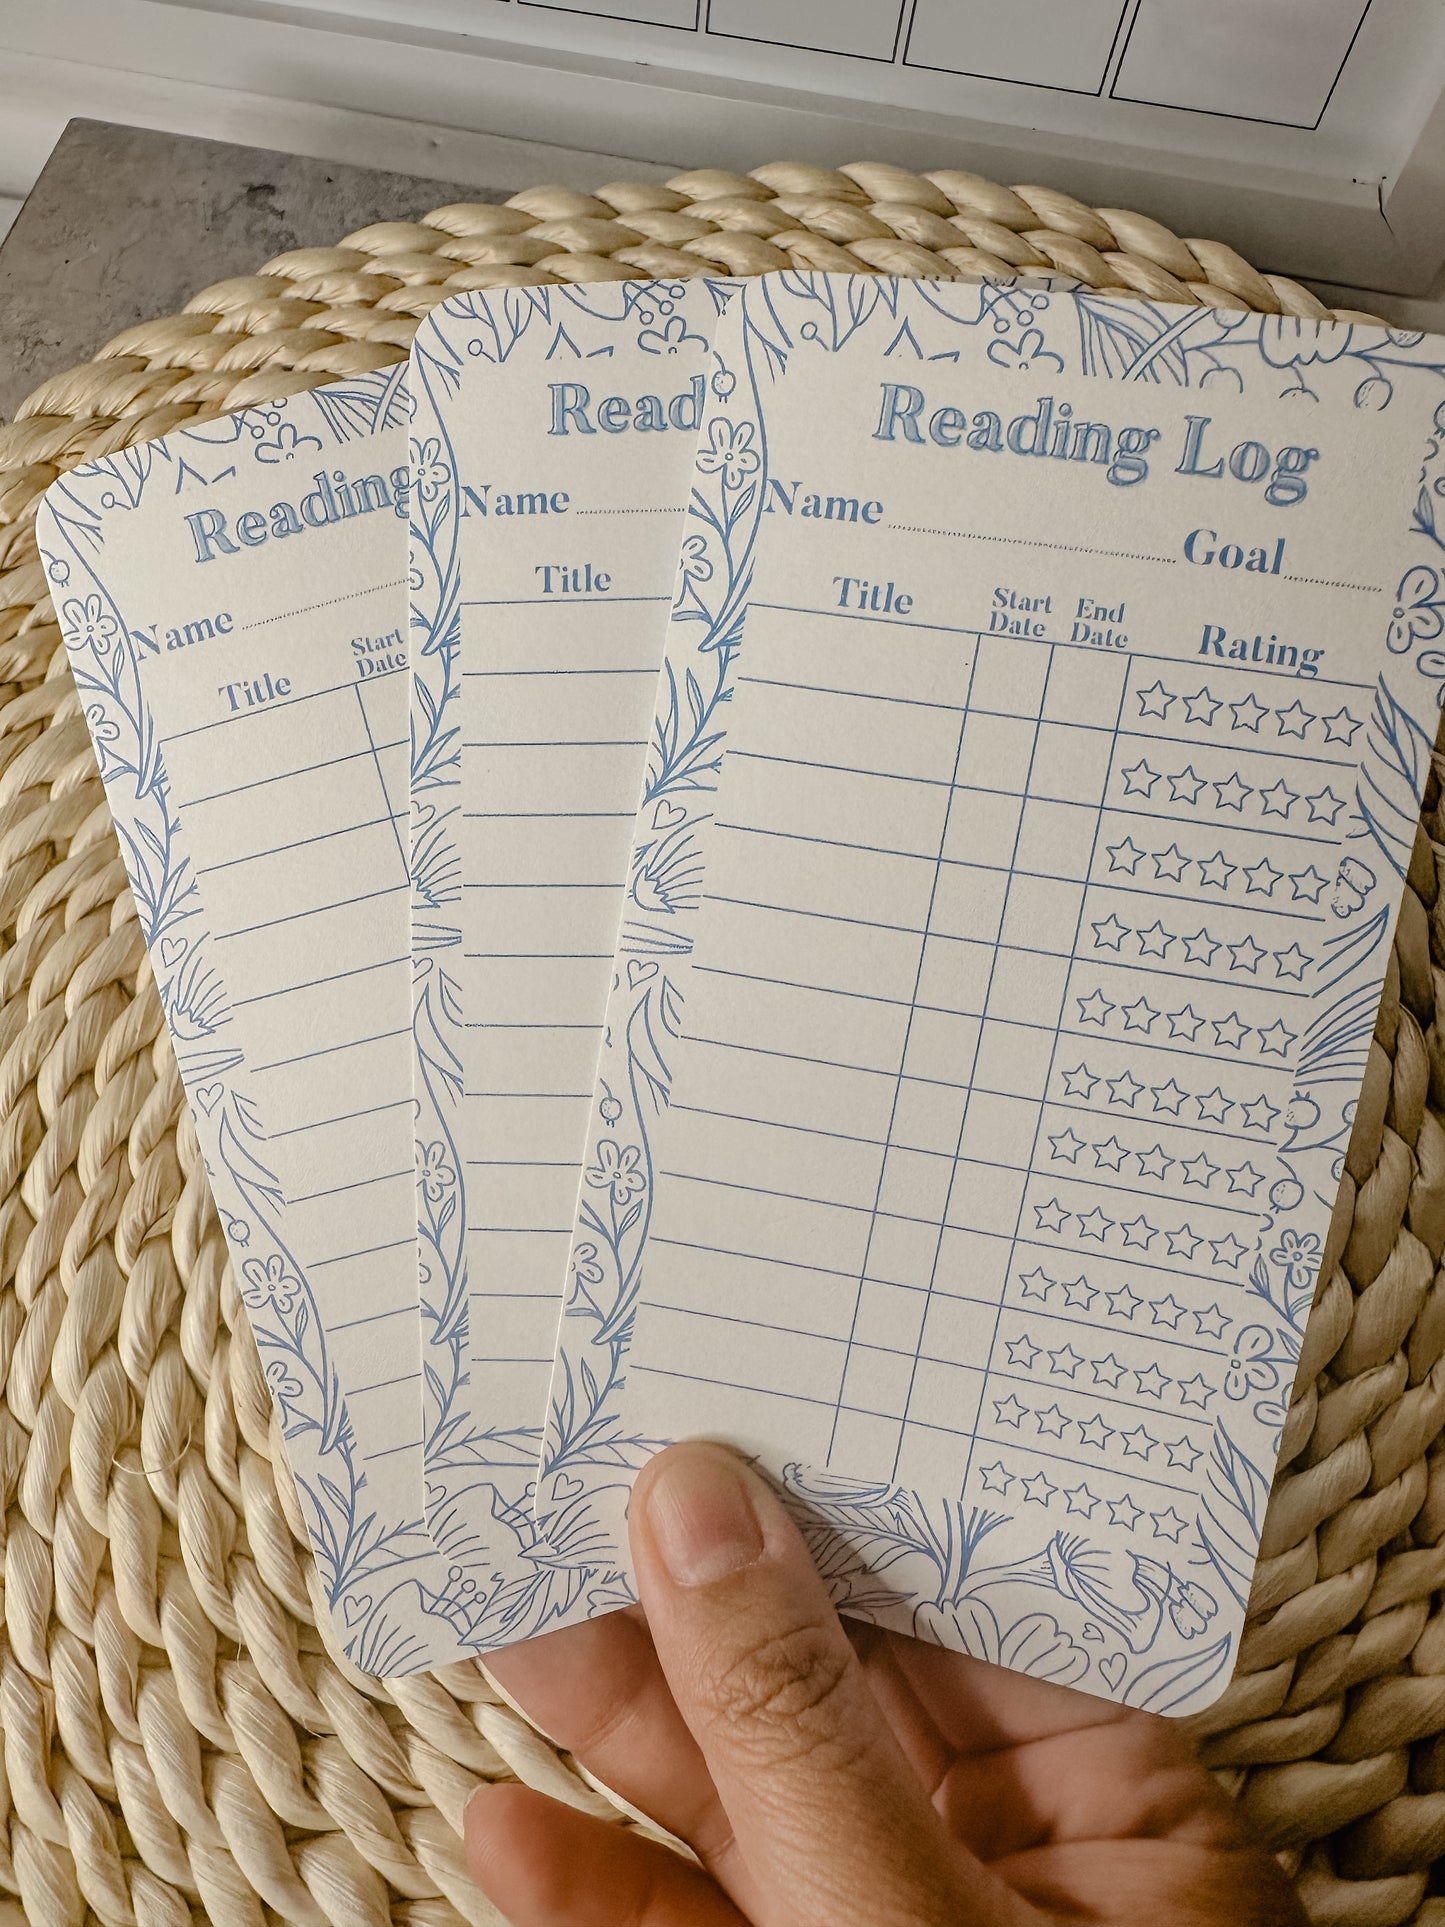 Reading
Name
Title Start Date
Read
Name
Title
Reading Log
Name Goal
Title Start Date End Date Rating